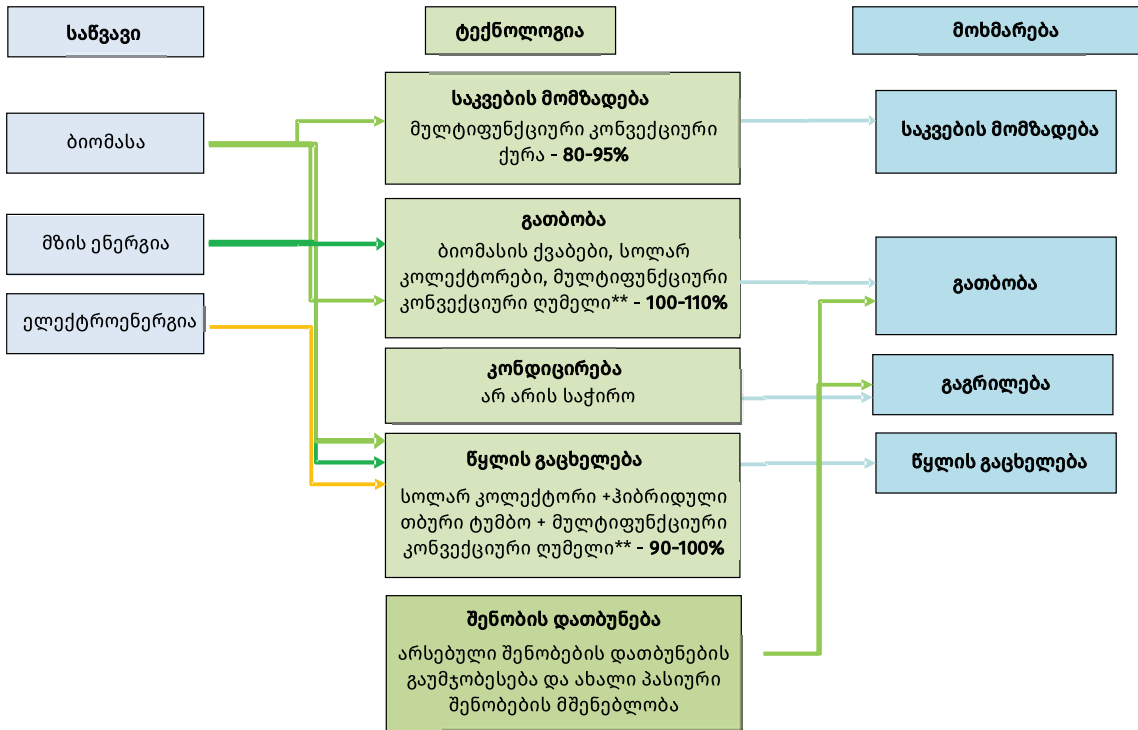 საწვავი
ტექნოლოგია
მოხმარება
ბიომასა
მზის ენერგია
ელექტროენერგია
საკვების მომზადება
მულტიფუნქციური კონვექციური
ქურა - 80-95%
გათბობა
ბიომასის ქვაბები, სოლარ
კოლექტორები, მულტიფუნქციური
კონვექციური ღუმელი** - 100-110%
კონდიცირება
არ არის საჭირო
წყლის გაცხელება
სოლარ კოლექტორი +ჰიბრიდული
თბური ტუმბო + მულტიფუნქციური
კონვექციური ღუმელი** - 90-100%
შენობის დათბუნება
არსებული შენობების დათბუნების
გაუმჯობესება და ახალი პასიური
შენობების მშენებლობა
საკვების მომზადება
გათბობა
გაგრილება
წყლის გაცხელება